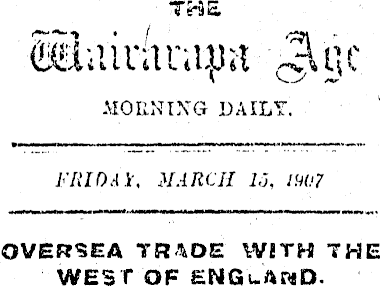 THE
Wairarapa Age
MORNING DAILY.
FRIDAY, MARCH 15, 1907
OVERSEA TRADE WITH THE
WEST OF ENGLAND.